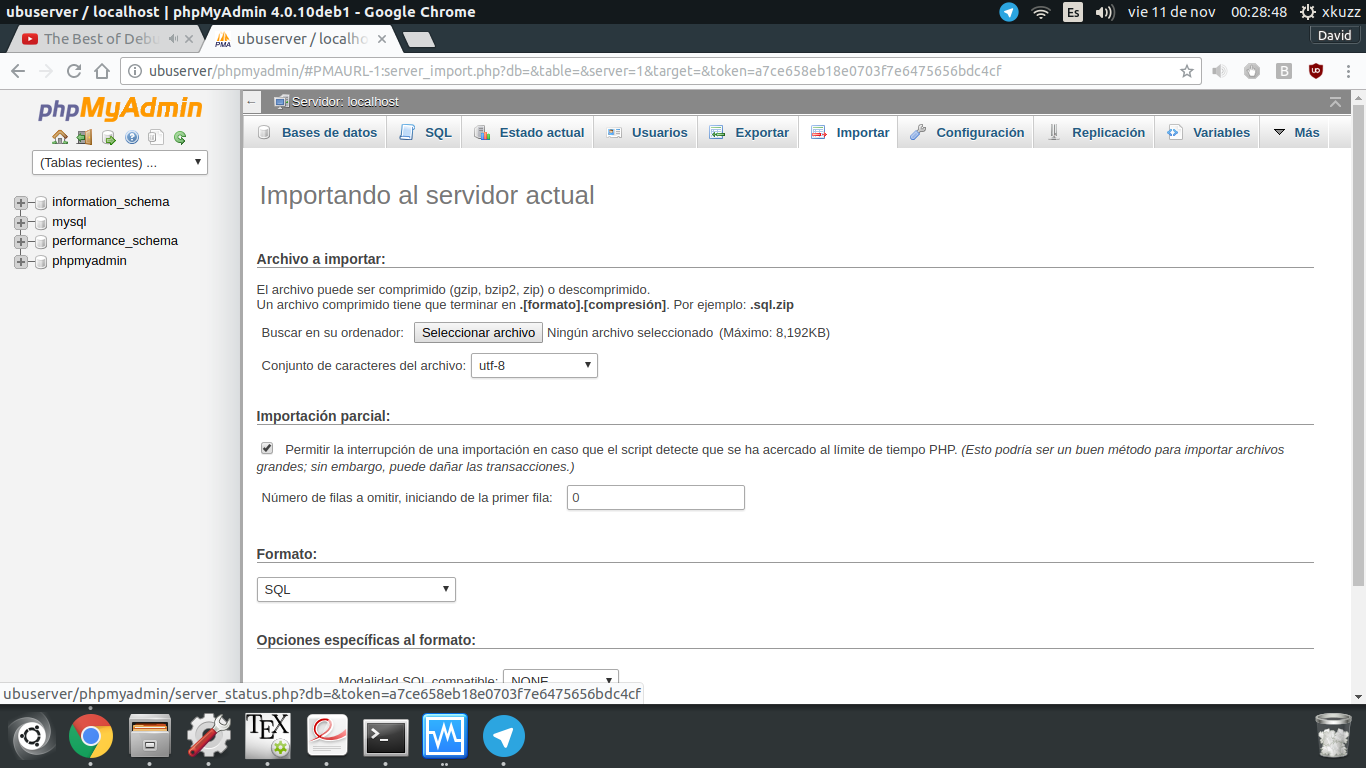 ubuserver / localhost | phpMyAdmin 4.0.10deb1 - Google Chrome
Es
vie 11 de nov
00:28:48
xkuzz
The Best of Debu
ubuserver / localho
David
ubuserver/phpmyadmin/#PMAURL-1:server_import.php?db=&table=&server=1&target=&token=a7ce658eb18e0703f7e6475656bdc4cf
phpMyAdmin
(Tablas recientes) ...
information_schema
mysql
performance_schema
phpmyadmin
Servidor: localhost
Bases de datos
SQL
Estado actual
Usuarios
Exportar
Importar
Configuración
Replicación
Variables
Más
Importando al servidor actual
Archivo a importar:
El archivo puede ser comprimido (gzip, bzip2, zip) o descomprimido.
Un archivo comprimido tiene que terminar en .[formato].[compresión]. Por ejemplo: .sql.zip
Buscar en su ordenador: Seleccionar archivo Ningún archivo seleccionado (Máximo: 8,192KB)
Conjunto de caracteres del archivo: utf-8
Importación parcial:
Permitir la interrupción de una importación en caso que el script detecte que se ha acercado al límite de tiempo PHP. (Esto podría ser un buen método para importar archivos
grandes; sin embargo, puede dañar las transacciones.)
Número de filas a omitir, iniciando de la primer fila: 0
Formato:
SQL
Opciones específicas al formato:
Modalidad SQL compatible: NONE
ubuserver/phpmyadmin/server_status.php?db=&token=a7ce658eb18e0703f7e6475656bdc4cf
TEX